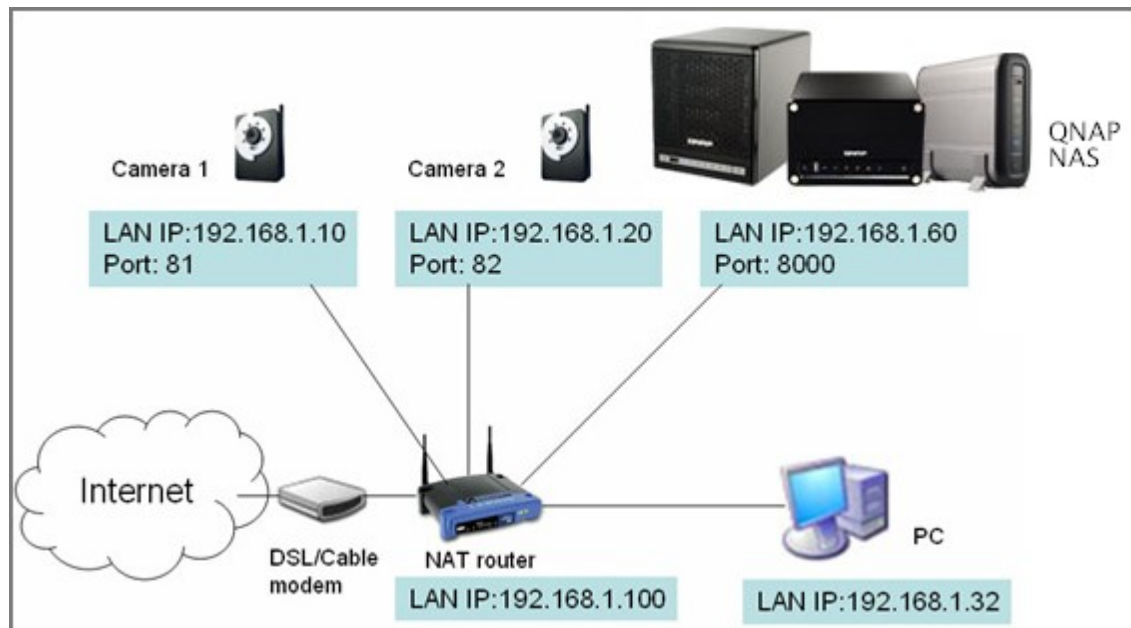 QNAP
NAS
Camera 1
Camera 2
LAN IP:192.168.1.10
Port: 81
LAN IP:192.168.1.20
Port: 82
LAN IP:192.168.1.60
Port: 8000
Internet
DSL/Cable
modem
NAT router
LAN IP:192.168.1.100
PC
LAN IP:192.168.1.32